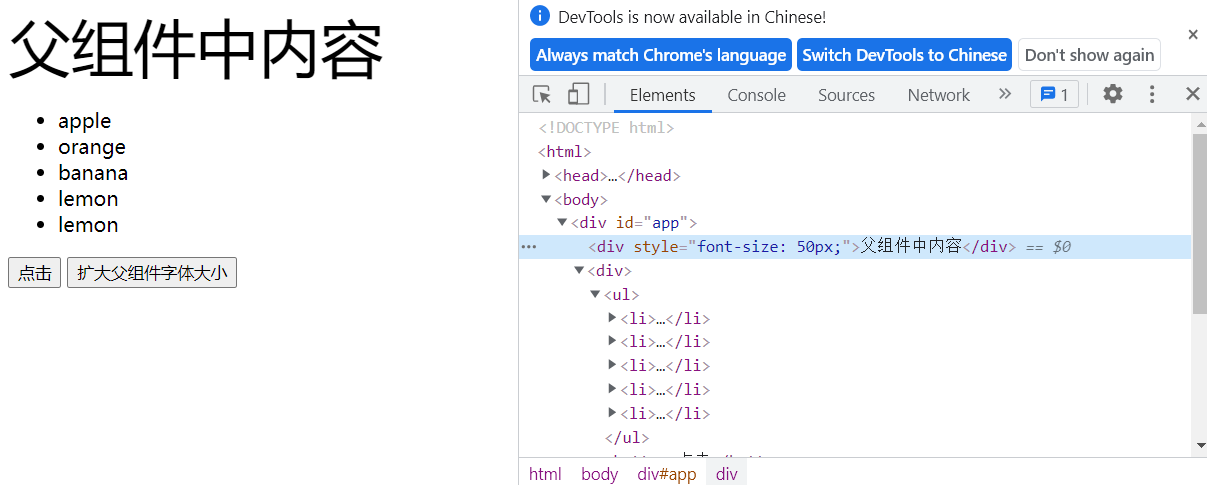 父组件中内容
apple
orange
banana
lemon
lemon
点击 扩大父组件字体大小
DevTools is now available in Chinese!
Always match Chrome's language Switch DevTools to Chinese Don't show again
Elements Console Sources Network 1
<!DOCTYPE html>
<html>
<head>…</head>
<body>
<div id="app">
<div style="font-size: 50px;">父组件中内容</div> == $0
<div>
<ul>
<li>…</li>
<li>…</li>
<li>…</li>
<li>…</li>
<li>…</li>
</ul>
html body div#app div